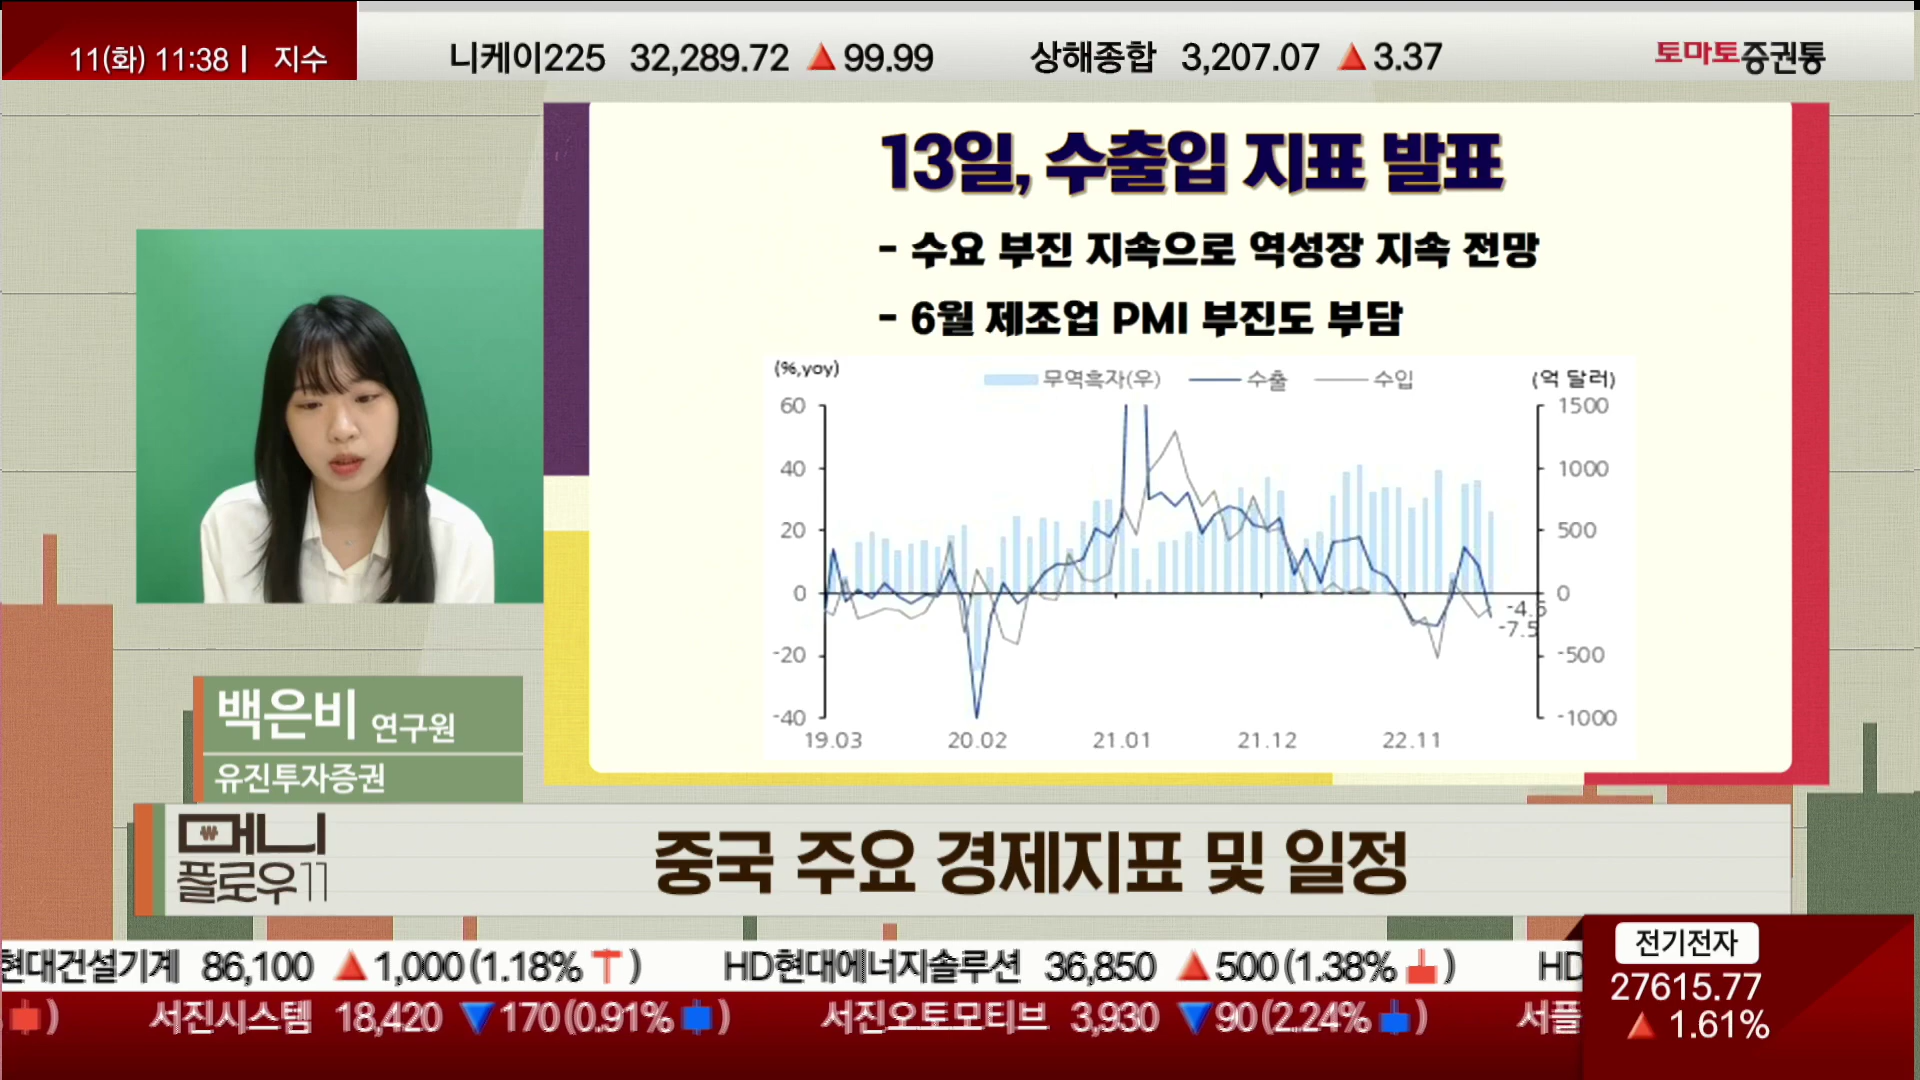 11(화) 11:38 | 지수
니케이225 32,289.72 ▲99.99 상해종합 3,207.07 ▲3.37
토마토증권통
13일, 수출입 지표 발표
- 수요 부진 지속으로 역성장 지속 전망
- 6월 제조업 PMI 부진도 부담
(%,yoy)
무역흑자(우) 수출 수입
(억 달러)
60 1500
40 1000
20 500
0 0
-4.5
-7.5
-20 -500
-40 -1000
19.03 20.02 21.01 21.12 22.11
백은비 연구원
유진투자증권
머니
플로우11
중국 주요 경제지표 및 일정
현대건설기계 86,100 ▲1,000(1.18% ) HD현대에너지솔루션 36,850 ▲500(1.38% ) HD
) 서진시스템 18,420 ▼170(0.91% ) 서진오토모티브 3,930 ▼90(2.24% ) 서플
전기전자
27615.77
▲ 1.61%